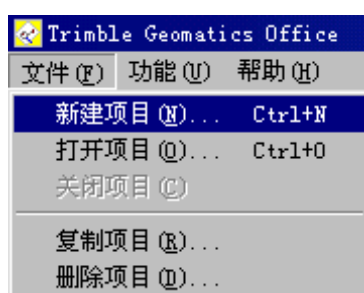 Trimble Geomatics Office
文件(F) 功能(U) 帮助(H)
新建项目(N)... Ctrl+N
打开项目(O)... Ctrl+O
关闭项目(C)
复制项目(R)...
删除项目(D)...